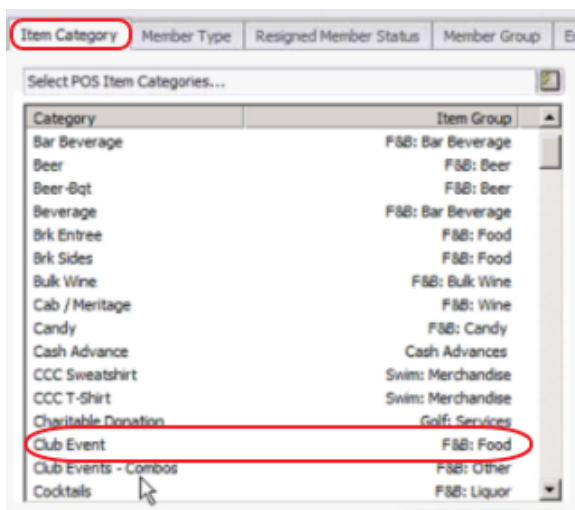 Item Category Member Type Resigned Member Status Member Group
Select POS Item Categories...
Category Item Group
Bar Beverage F&B: Bar Beverage
Beer F&B: Beer
Beer-Bqt F&B: Beer
Beverage F&B: Bar Beverage
Brk Entree F&B: Food
Brk Sides F&B: Food
Bulk Wine F&B: Bulk Wine
Cab / Meritage F&B: Wine
Candy F&B: Candy
Cash Advance Cash Advances
CCC Sweatshirt Swim: Merchandise
CCC T-Shirt Swim: Merchandise
Charitable Donation Golf: Services
Club Event F&B: Food
Club Events - Combos F&B: Other
Cocktails F&B: Liquor